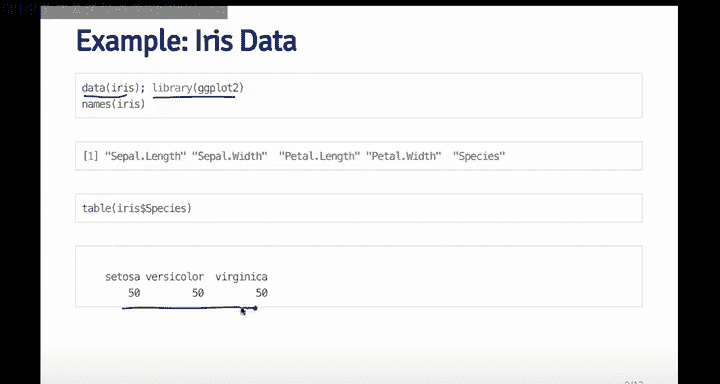 Example: Iris Data
data(iris); library(ggplot2)
names(iris)
[1] "Sepal.Length" "Sepal.Width"  "Petal.Length" "Petal.Width"  "Species"
table(iris$Species)
setosa versicolor  virginica
50         50         50